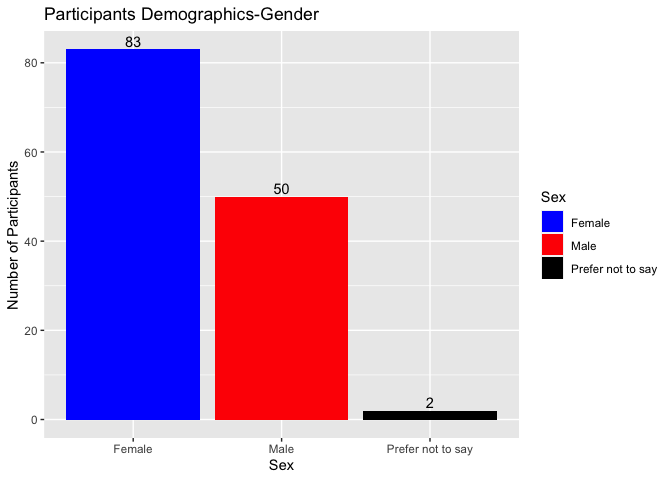 Participants Demographics-Gender
83
80
60
50
40
20
2
0
Number of Participants
Female
Male
Prefer not to say
Sex
Sex
Female
Male
Prefer not to say